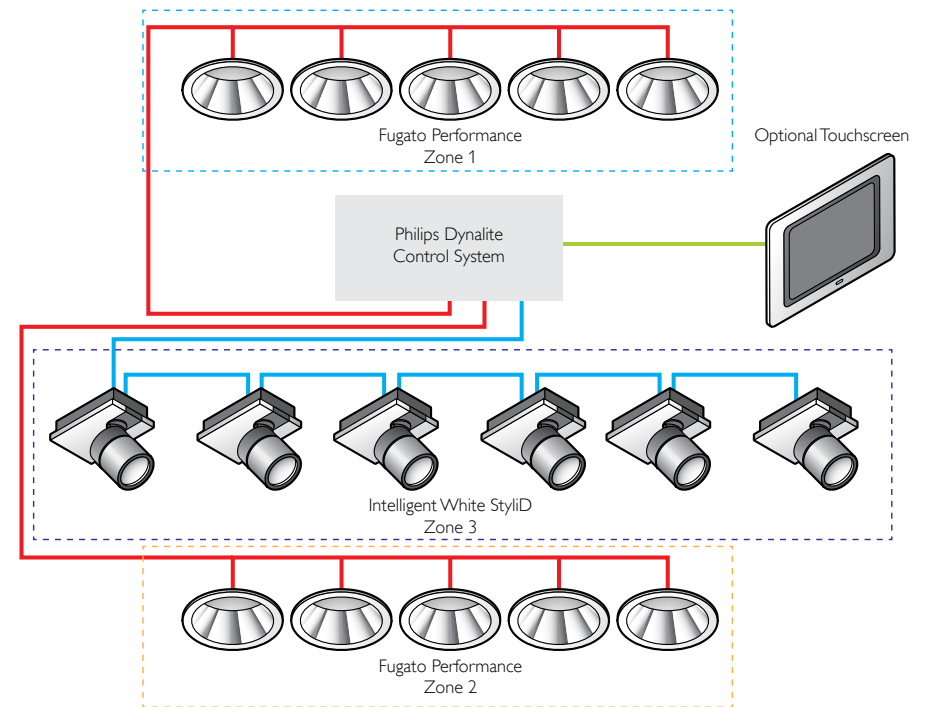 Fugato Performance
Zone 1
Optional Touchscreen
Philips Dynalite
Control System
Intelligent White StyliD
Zone 3
Fugato Performance
Zone 2